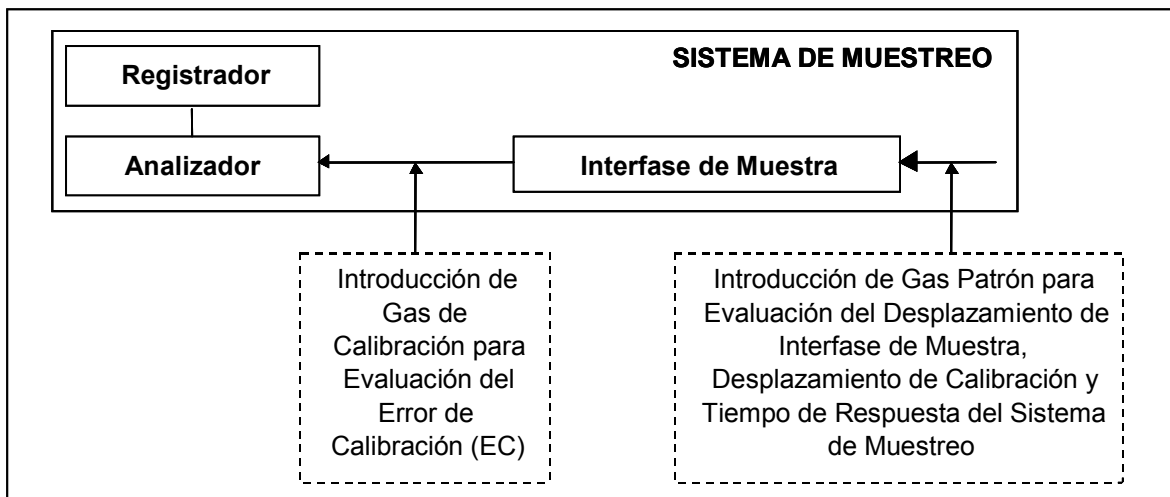 SISTEMA DE MUESTREO
Registrador
Analizador
Interfase de Muestra
Introducción de
Gas de
Calibración para
Evaluación del
Error de
Calibración (EC)
Introducción de Gas Patrón para
Evaluación del Desplazamiento de
Interfase de Muestra,
Desplazamiento de Calibración y
Tiempo de Respuesta del Sistema
de Muestreo